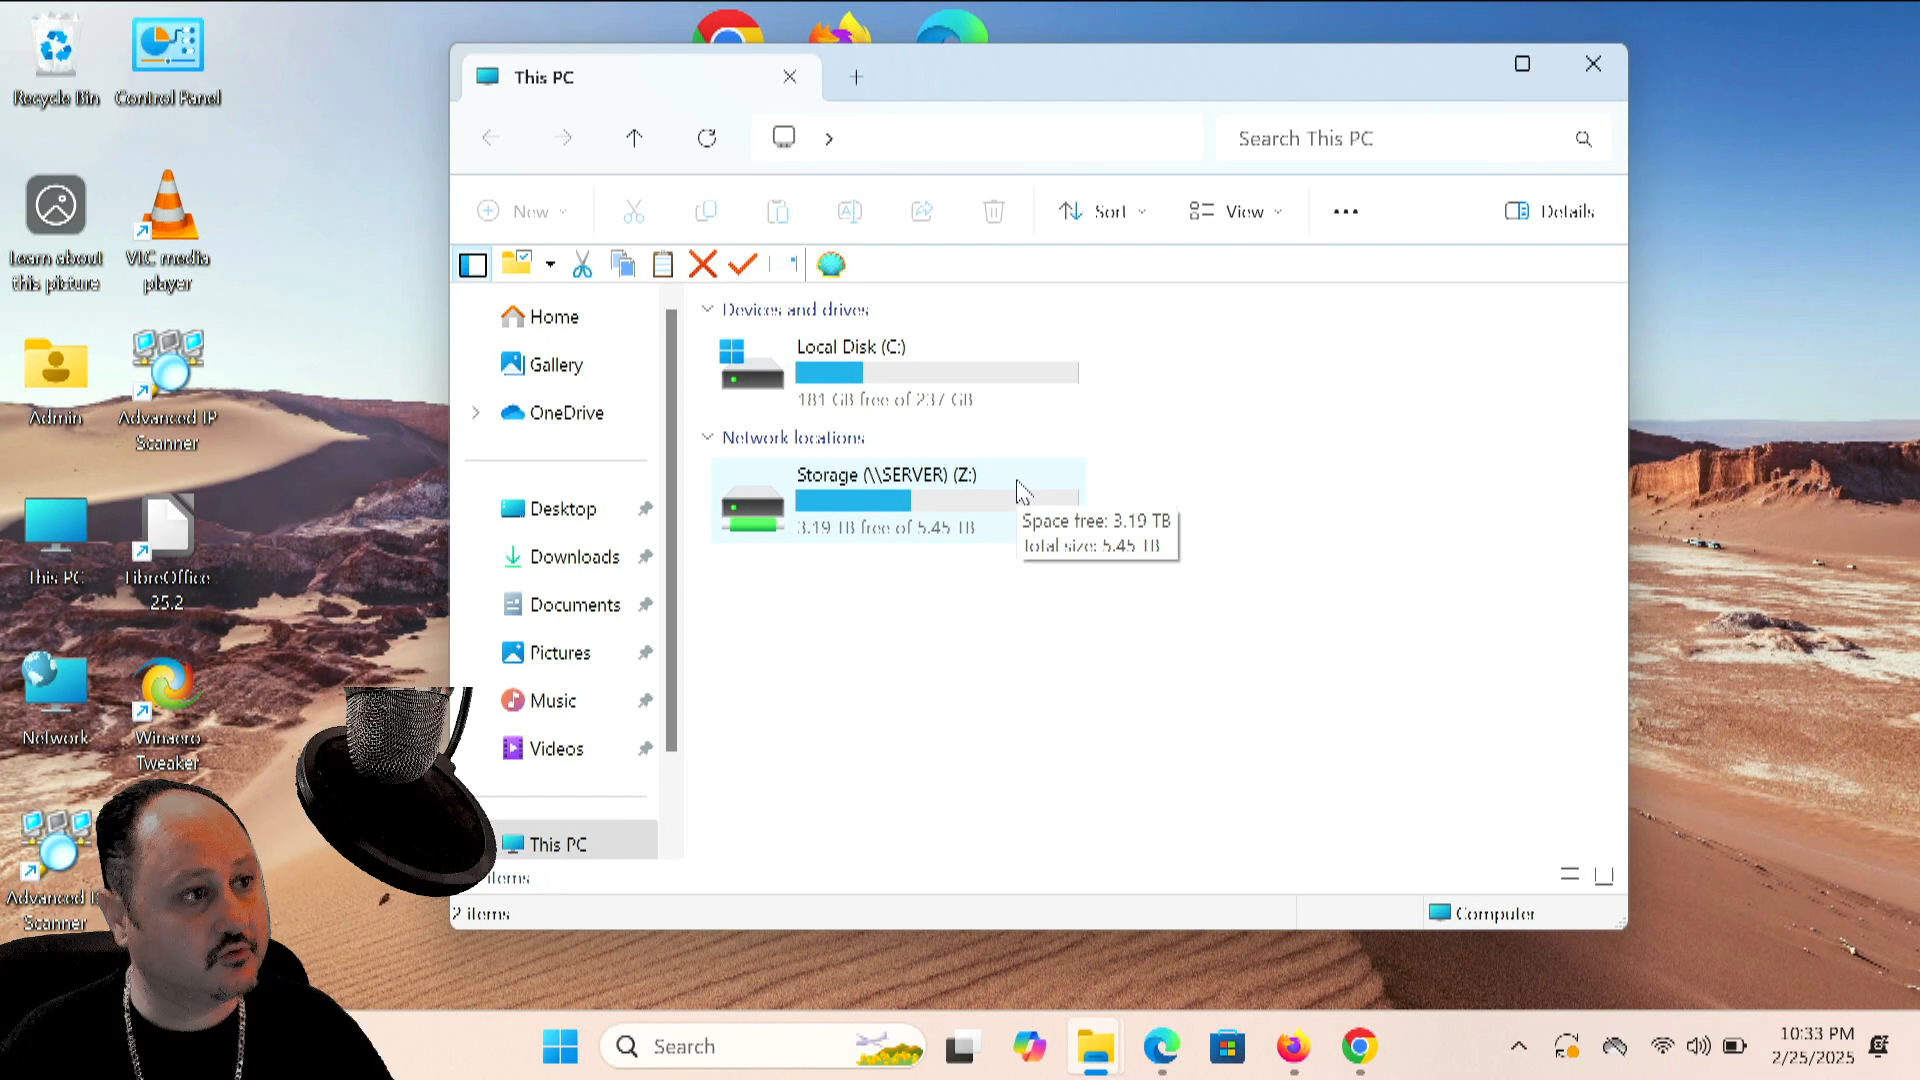 Recycle Bin
Control Panel
Learn about this picture
VLC media player
Admin
Advanced IP Scanner
This PC
LibreOffice 25.2
Network
Winaero Tweaker
Scanner
This PC
Search This PC
New
Sort
View
Details
Home
Gallery
OneDrive
Desktop
Downloads
Documents
Pictures
Music
Videos
This PC
Devices and drives
Local Disk (C:)
181 GB free of 237 GB
Network locations
Storage (\\SERVER) (Z:)
3.19 TB free of 5.45 TB
Space free: 3.19 TB
Total size: 5.45 TB
items
2 items
Computer
Search
10:33 PM
2/25/2025